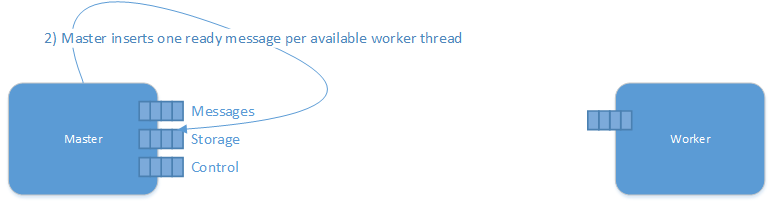 2) Master inserts one ready message per available worker thread
Messages
Master
Storage
Worker
Control